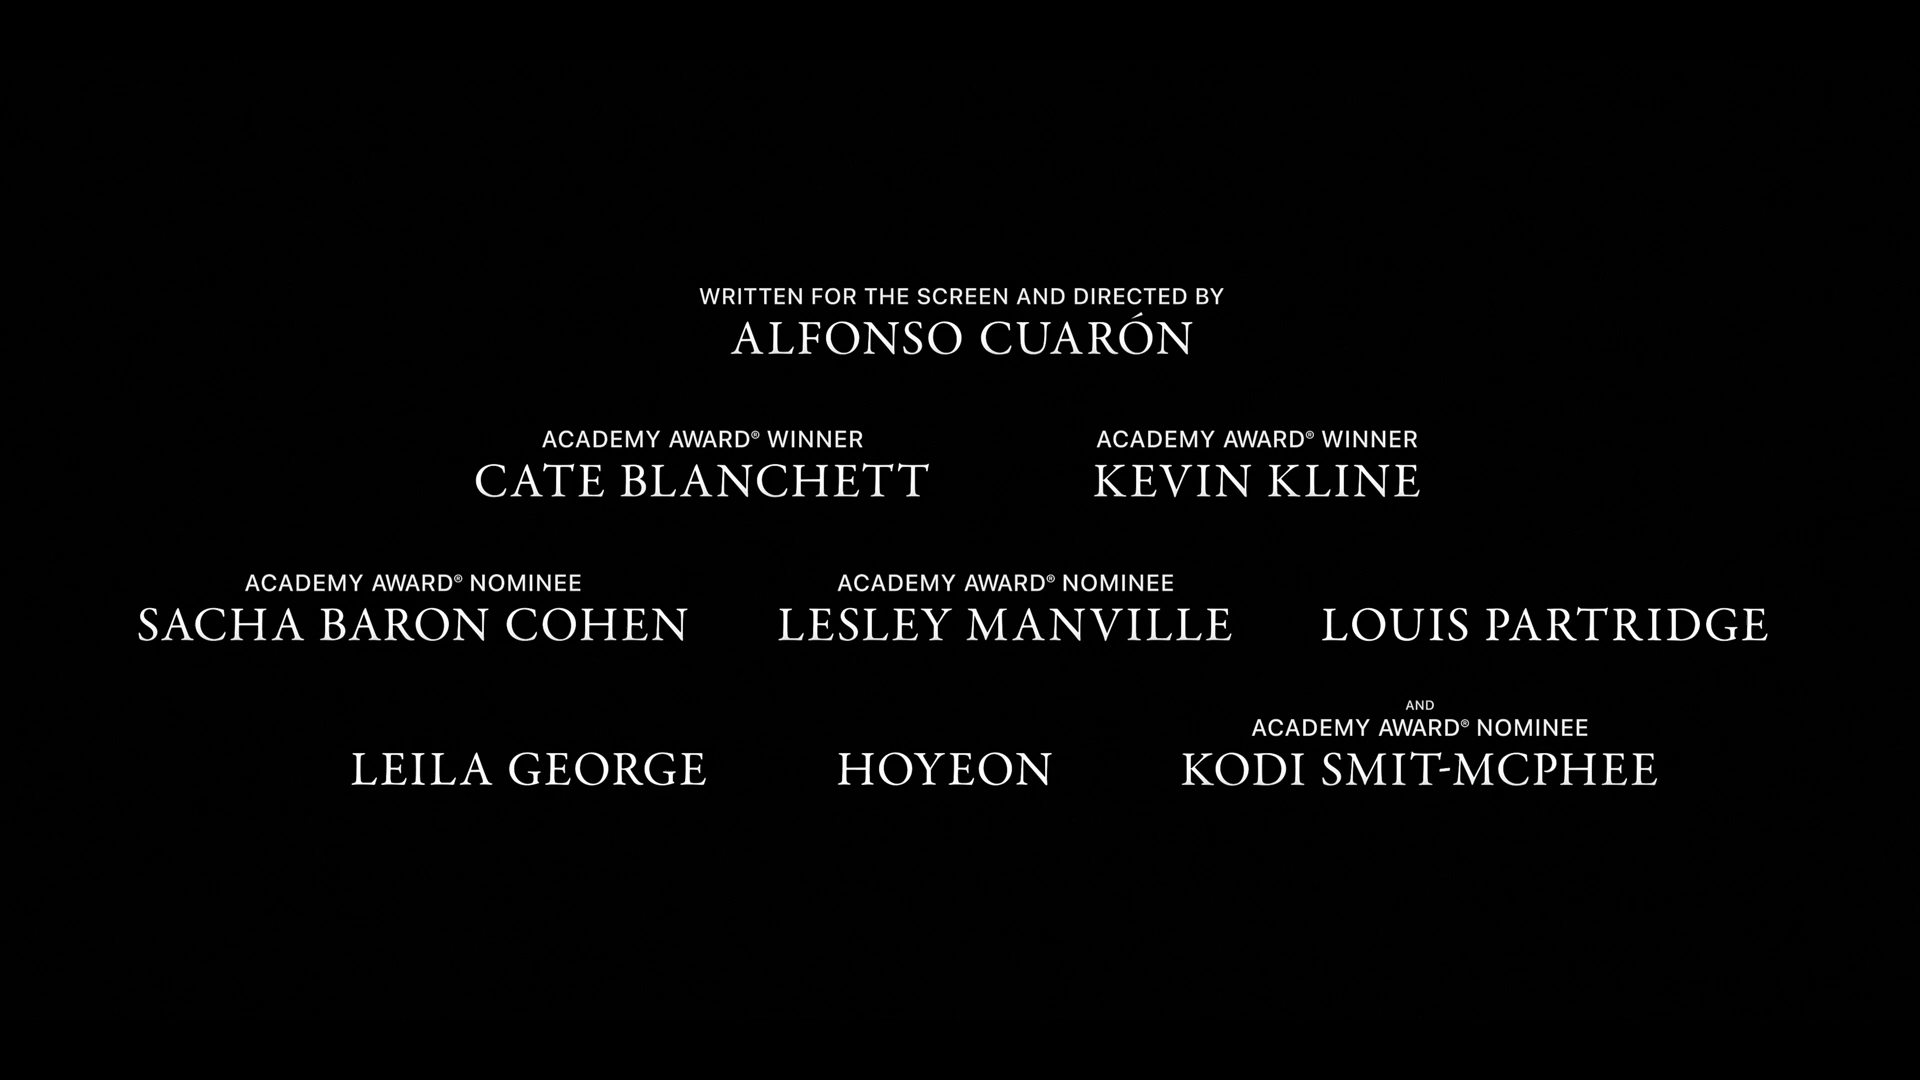 WRITTEN FOR THE SCREEN AND DIRECTED BY
ALFONSO CUARÓN
ACADEMY AWARD® WINNER
CATE BLANCHETT
ACADEMY AWARD® WINNER
KEVIN KLINE
ACADEMY AWARD® NOMINEE
SACHA BARON COHEN
ACADEMY AWARD® NOMINEE
LESLEY MANVILLE
LOUIS PARTRIDGE
LEILA GEORGE
HOYEON
AND
ACADEMY AWARD® NOMINEE
KODI SMIT-MCPHEE